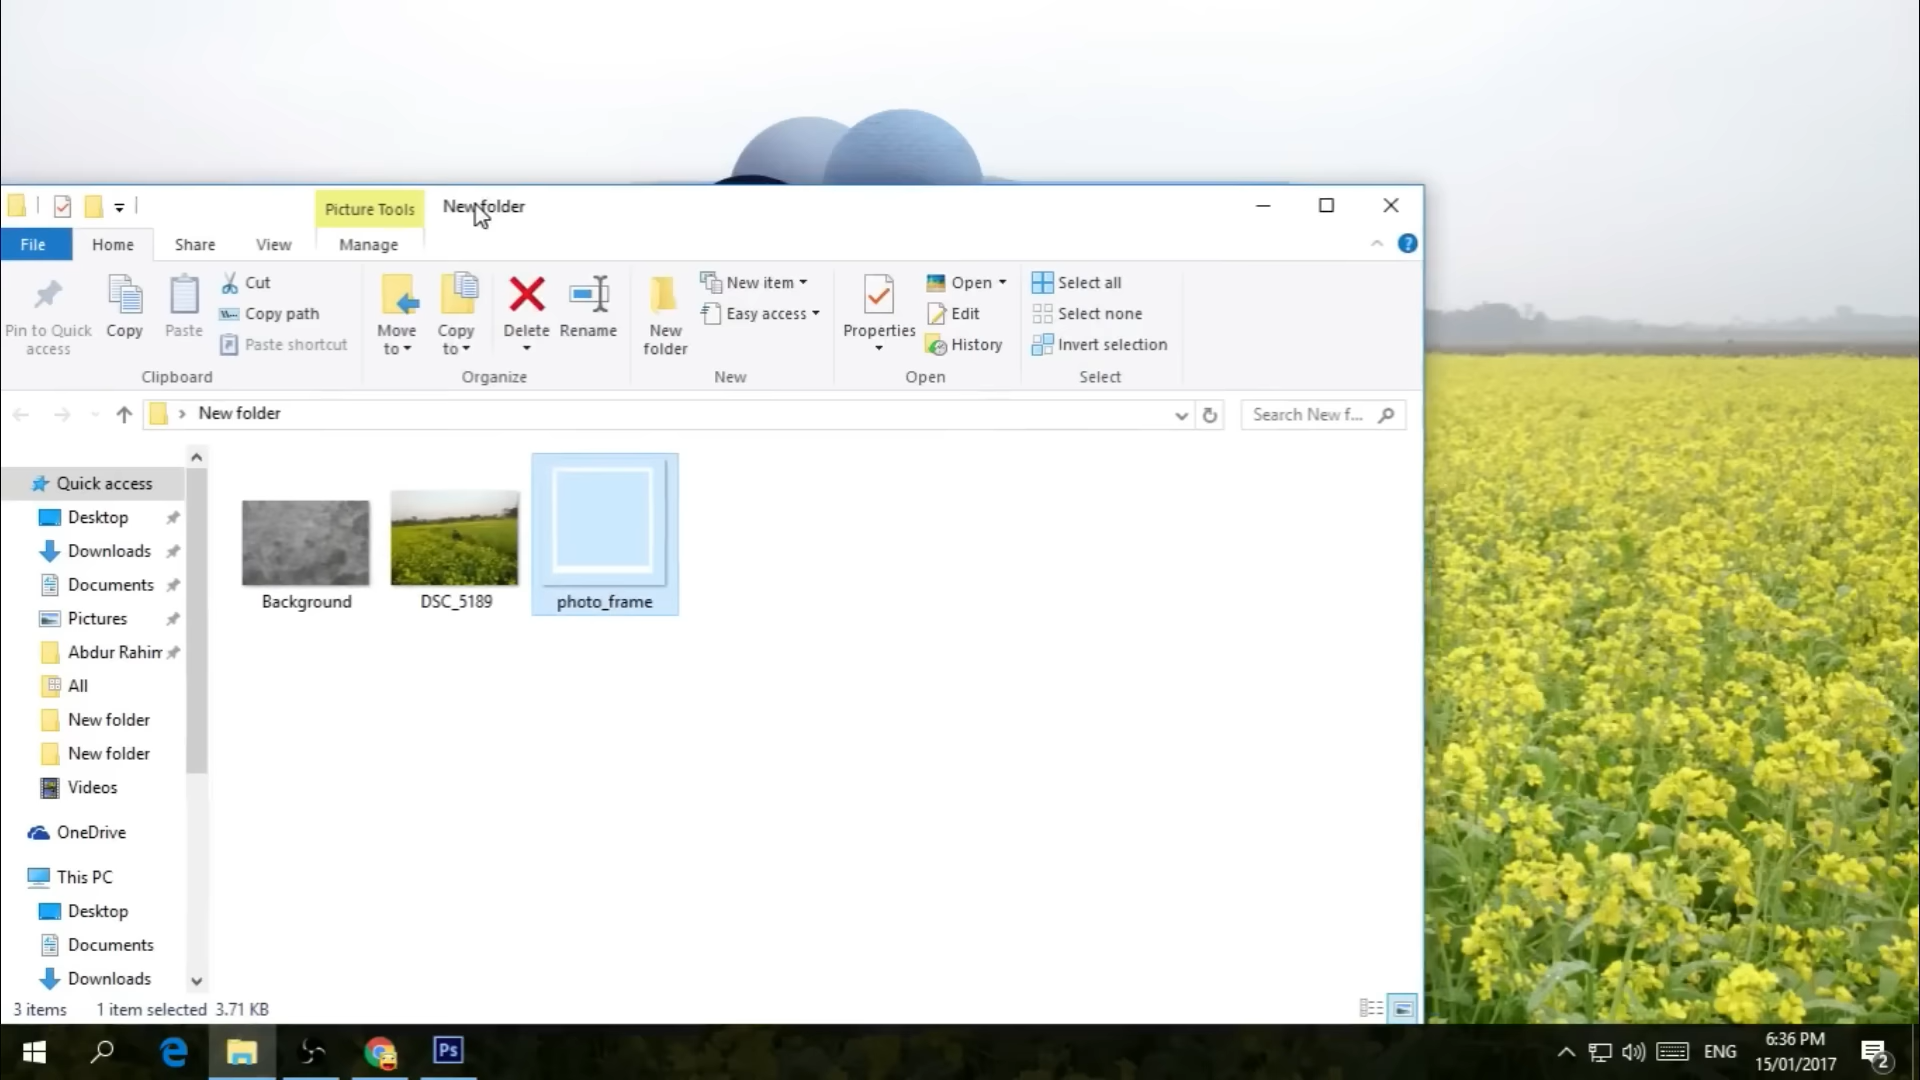 Picture Tools
New folder
File
Home
Share
View
Manage
Pin to Quick access
Copy
Paste
Cut
Copy path
Paste shortcut
Clipboard
Move to
Copy to
Delete
Rename
Organize
New folder
New item
Easy access
New
Properties
Open
Edit
History
Open
Select all
Select none
Invert selection
Select
New folder
Search New f...
Quick access
Desktop
Downloads
Documents
Pictures
Abdur Rahim
All
New folder
New folder
Videos
OneDrive
This PC
Desktop
Documents
Downloads
Background
DSC_5189
photo_frame
3 items
1 item selected 3.71 KB
Ps
ENG
6:36 PM
15/01/2017
2